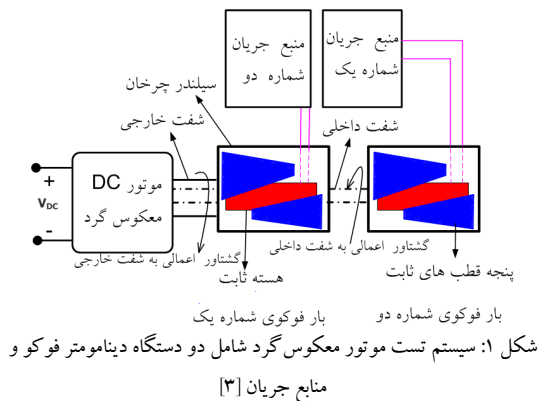 منبع جریان
شماره دو
منبع جریان
شماره یک
سیلندر چرخان
شفت خارجی
شفت داخلی
+
V_DC
-
موتور DC
معکوس گرد
گشتاور اعمالی به شفت خارجی
گشتاور اعمالی به شفت داخلی
هسته ثابت
پنجه قطب های ثابت
بار فوکوی شماره یک
بار فوکوی شماره دو
شکل ۱: سیستم تست موتور معکوس گرد شامل دو دستگاه دینامومتر فوکو و
منابع جریان [۳]